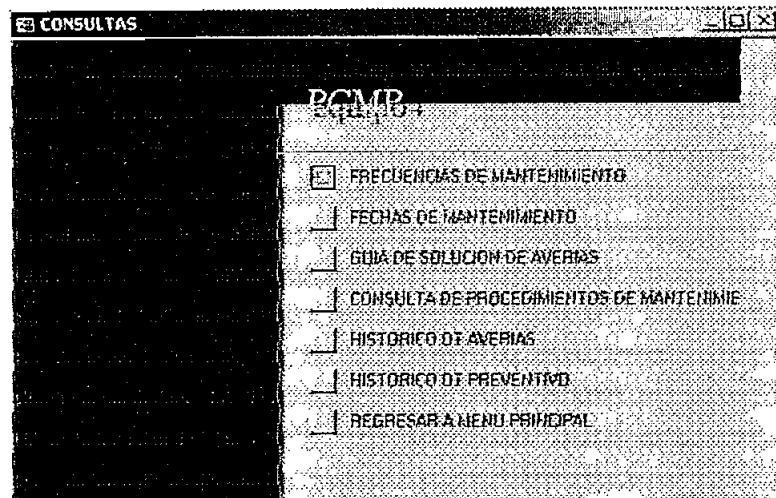 CONSULTAS
PGMP
FRECUENCIAS DE MANTENIMIENTO
FECHAS DE MANTENIMIENTO
GUIA DE SOLUCION DE AVERIAS
CONSULTA DE PROCEDIMIENTOS DE MANTENIMIE
HISTORICO OT AVERIAS
HISTORICO OT PREVENTIVO
REGRESAR A MENU PRINCIPAL